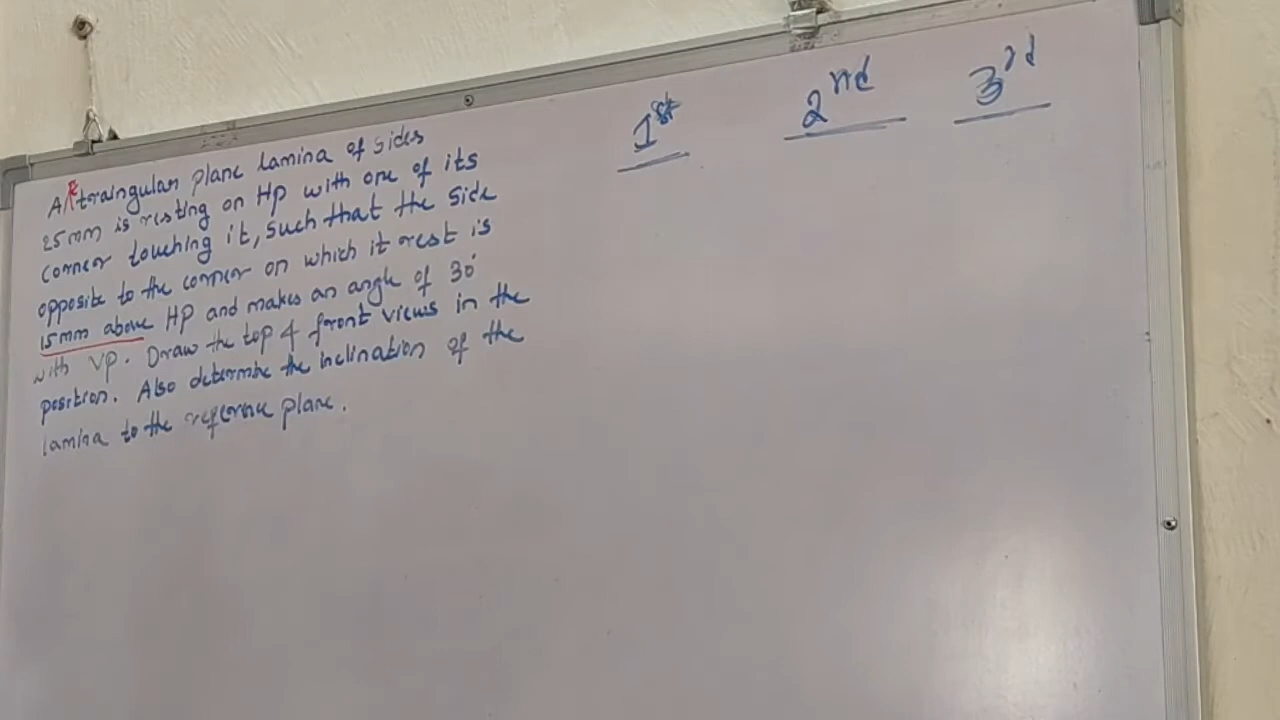 A traingular plane lamina of sides
25mm is resting on HP with one of its
corner touching it, such that the side
opposite to the corner on which it rest is
15mm above HP and makes an angle of 30°
with VP. Draw the top & front views in the
position. Also determine the inclination of the
lamina to the reference plane.
1st 2nd 3rd